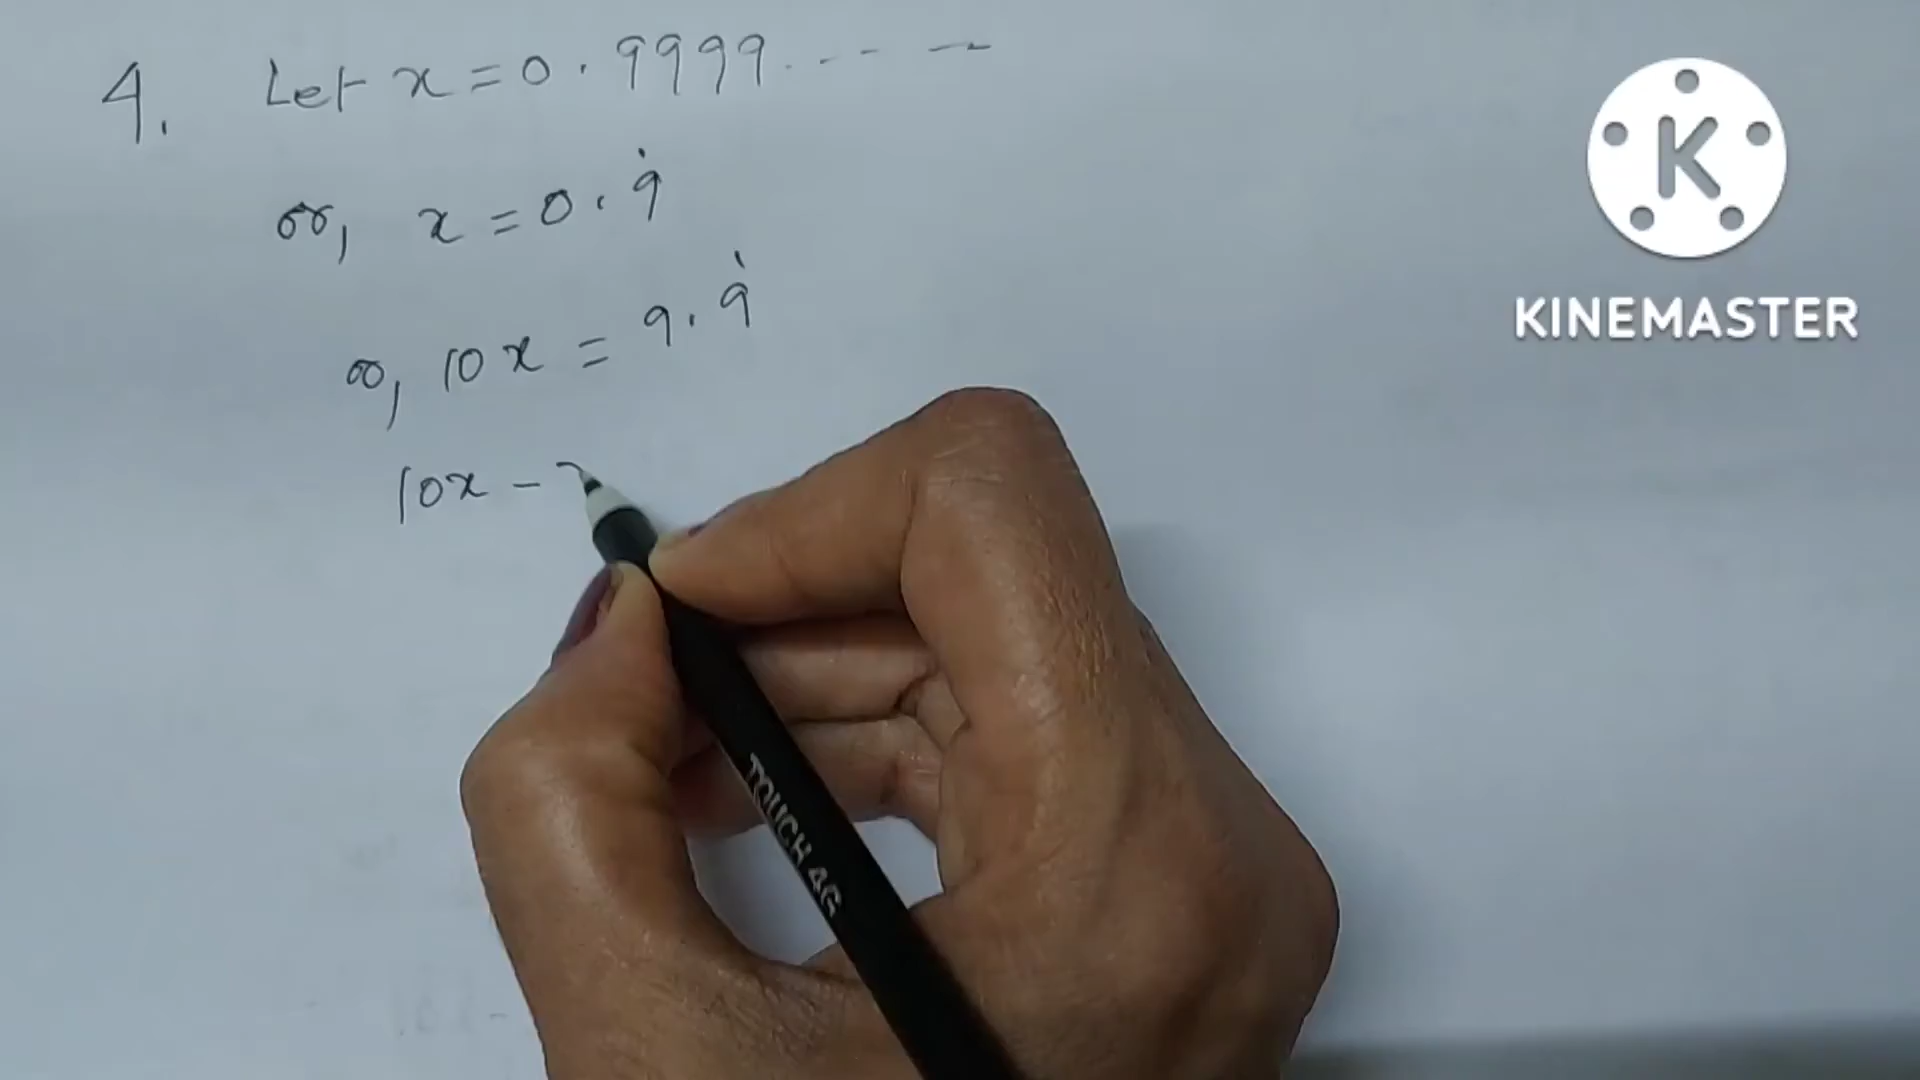 4. Let x = 0.9999.... —
or, x = 0.9̇
or, 10x = 9.9̇
10x -
K
KINEMASTER
TOUCH 4G